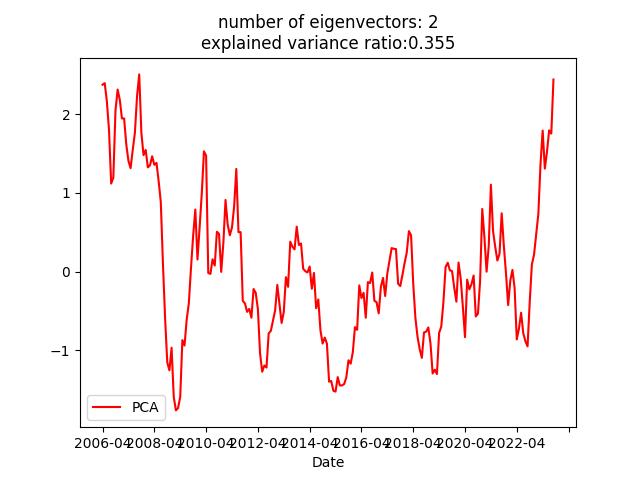 number of eigenvectors: 2
explained variance ratio:0.355
2
1
0
−1
PCA
2006-04 2008-04 2010-04 2012-04 2014-04 2016-04 2018-04 2020-04 2022-04
Date